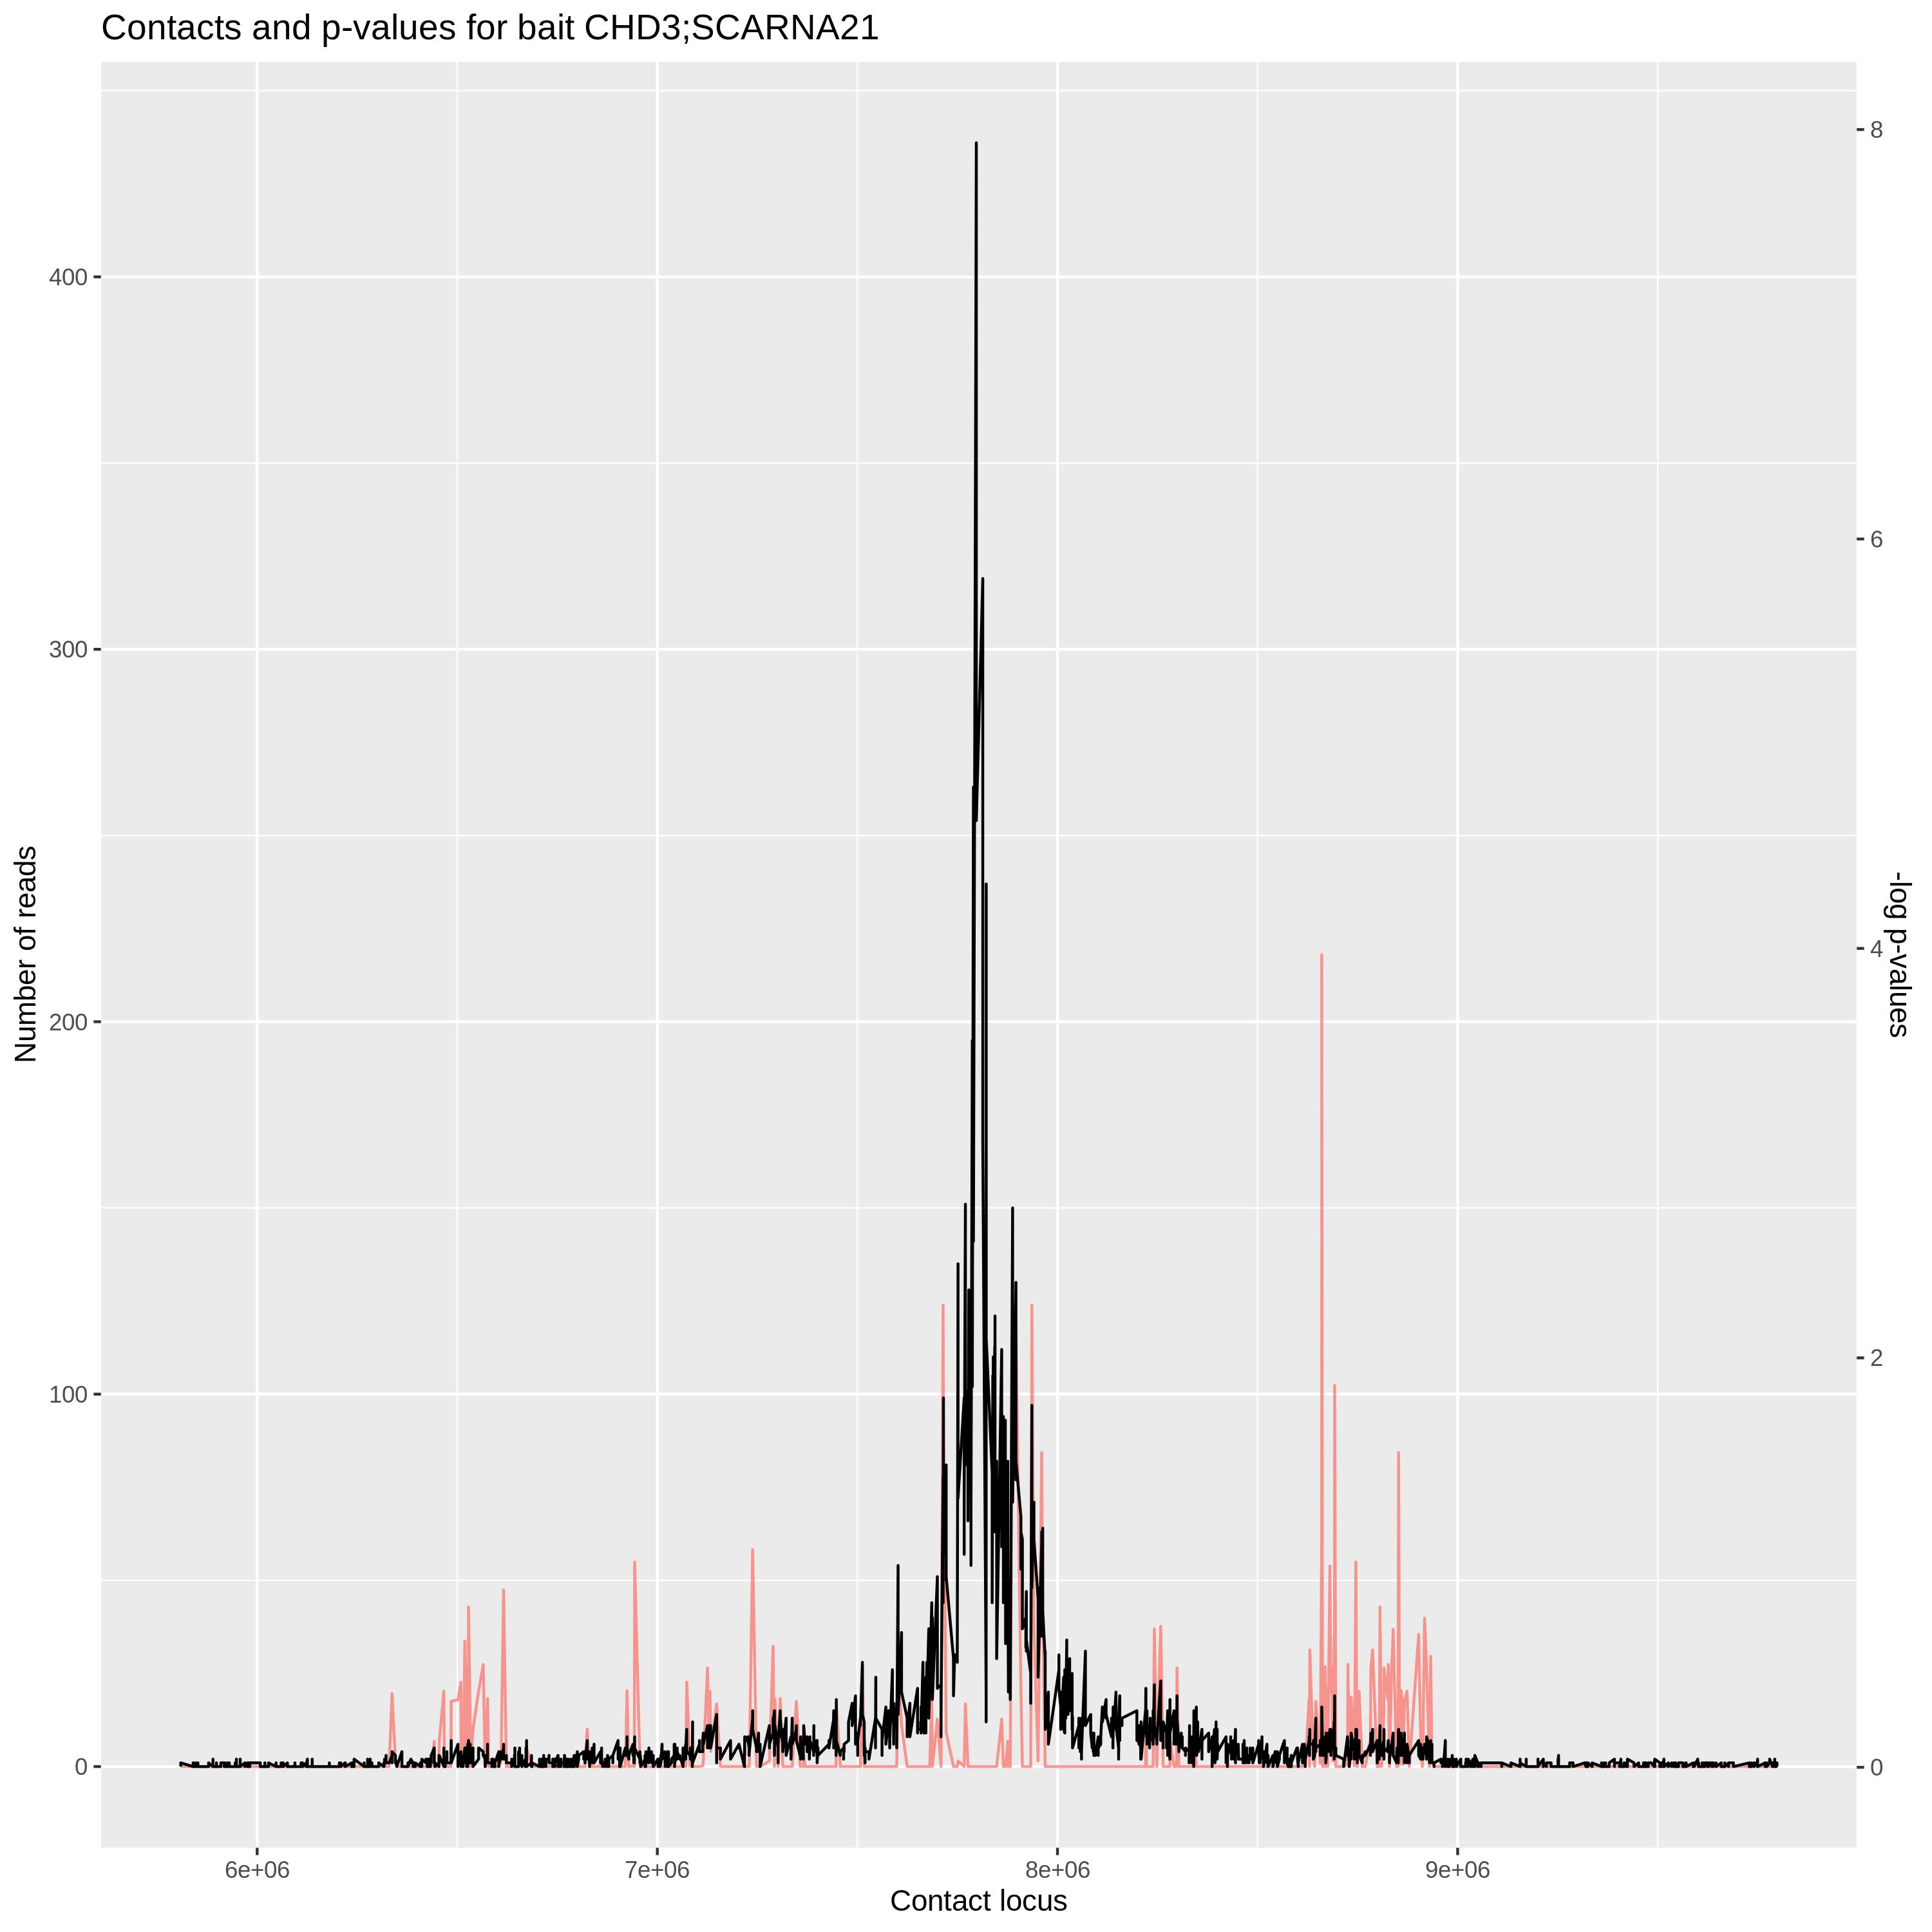 Contacts and p-values for bait CHD3;SCARNA21
8
400
6
300
Number of reads
-log p-values
4
200
2
100
0
0
6e+06
7e+06
8e+06
9e+06
Contact locus